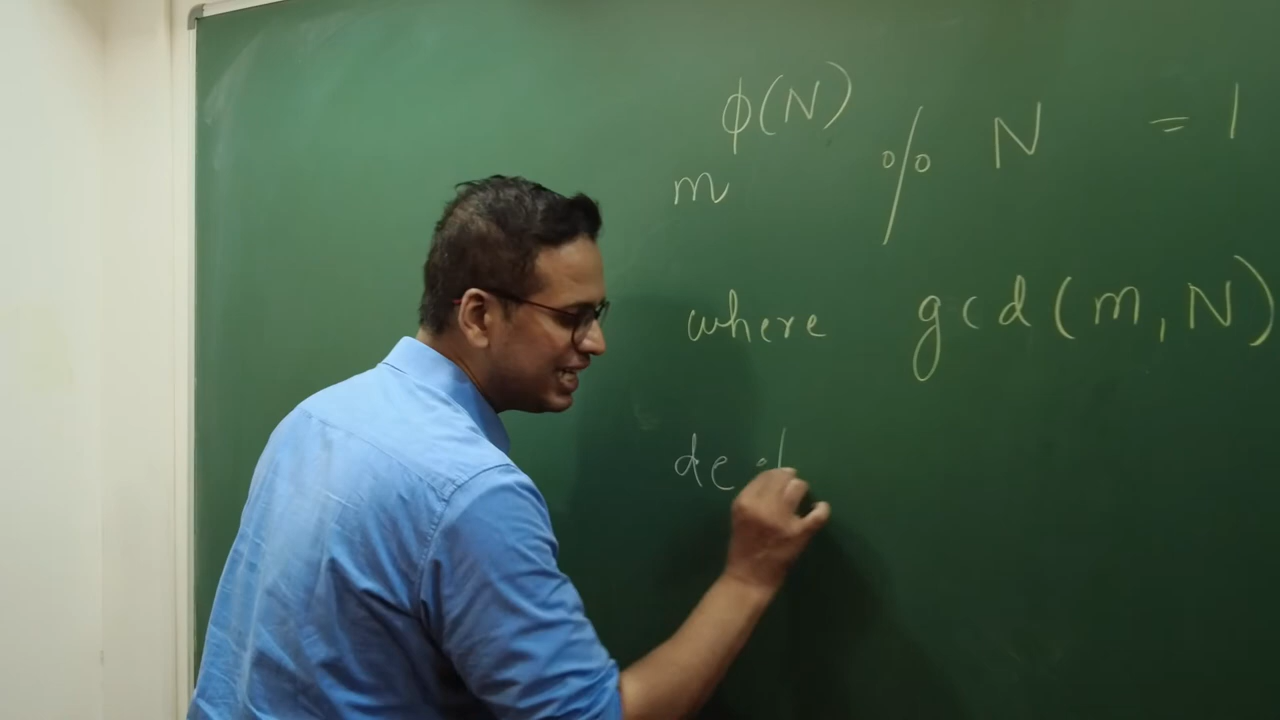 m^φ(N) % N = 1
where gcd(m, N)
de %